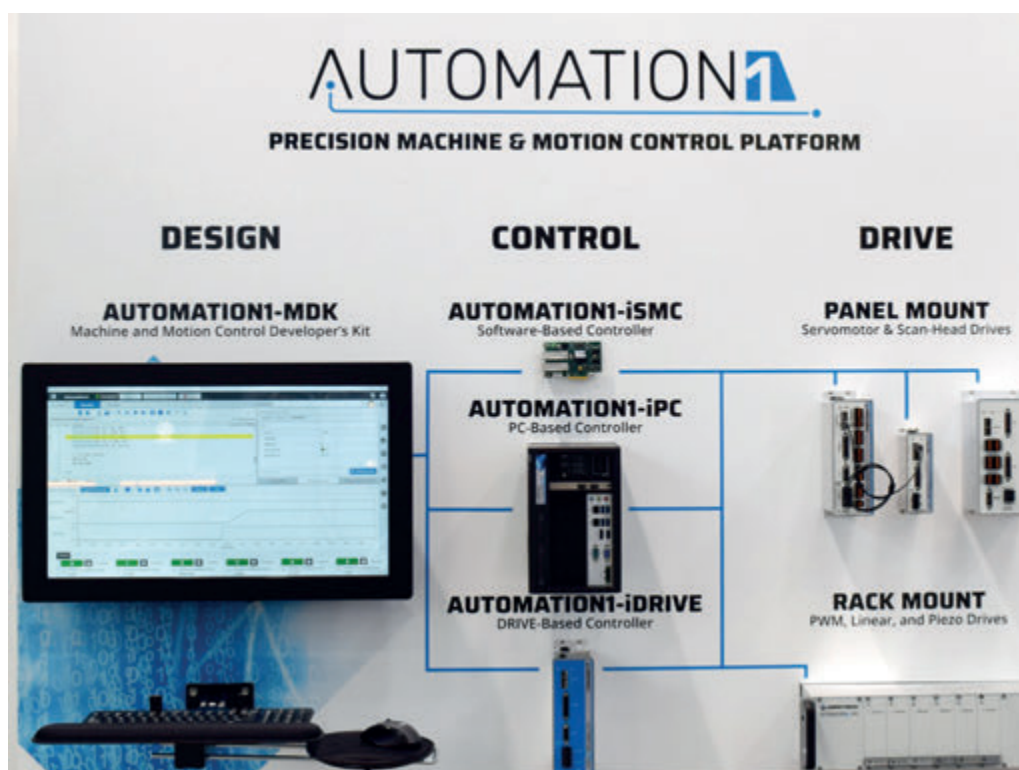 AUTOMATION1
PRECISION MACHINE & MOTION CONTROL PLATFORM
DESIGN
AUTOMATION1-MDK
Machine and Motion Control Developer's Kit
CONTROL
AUTOMATION1-iSMC
Software-Based Controller
AUTOMATION1-iPC
PC-Based Controller
AUTOMATION1-iDRIVE
DRIVE-Based Controller
DRIVE
PANEL MOUNT
Servomotor & Scan-Head Drives
RACK MOUNT
PWM, Linear, and Piezo Drives